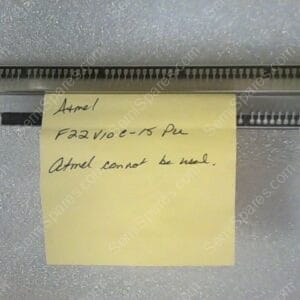 Atmel
F22V10C-15 Pu
Atmel cannot be used.